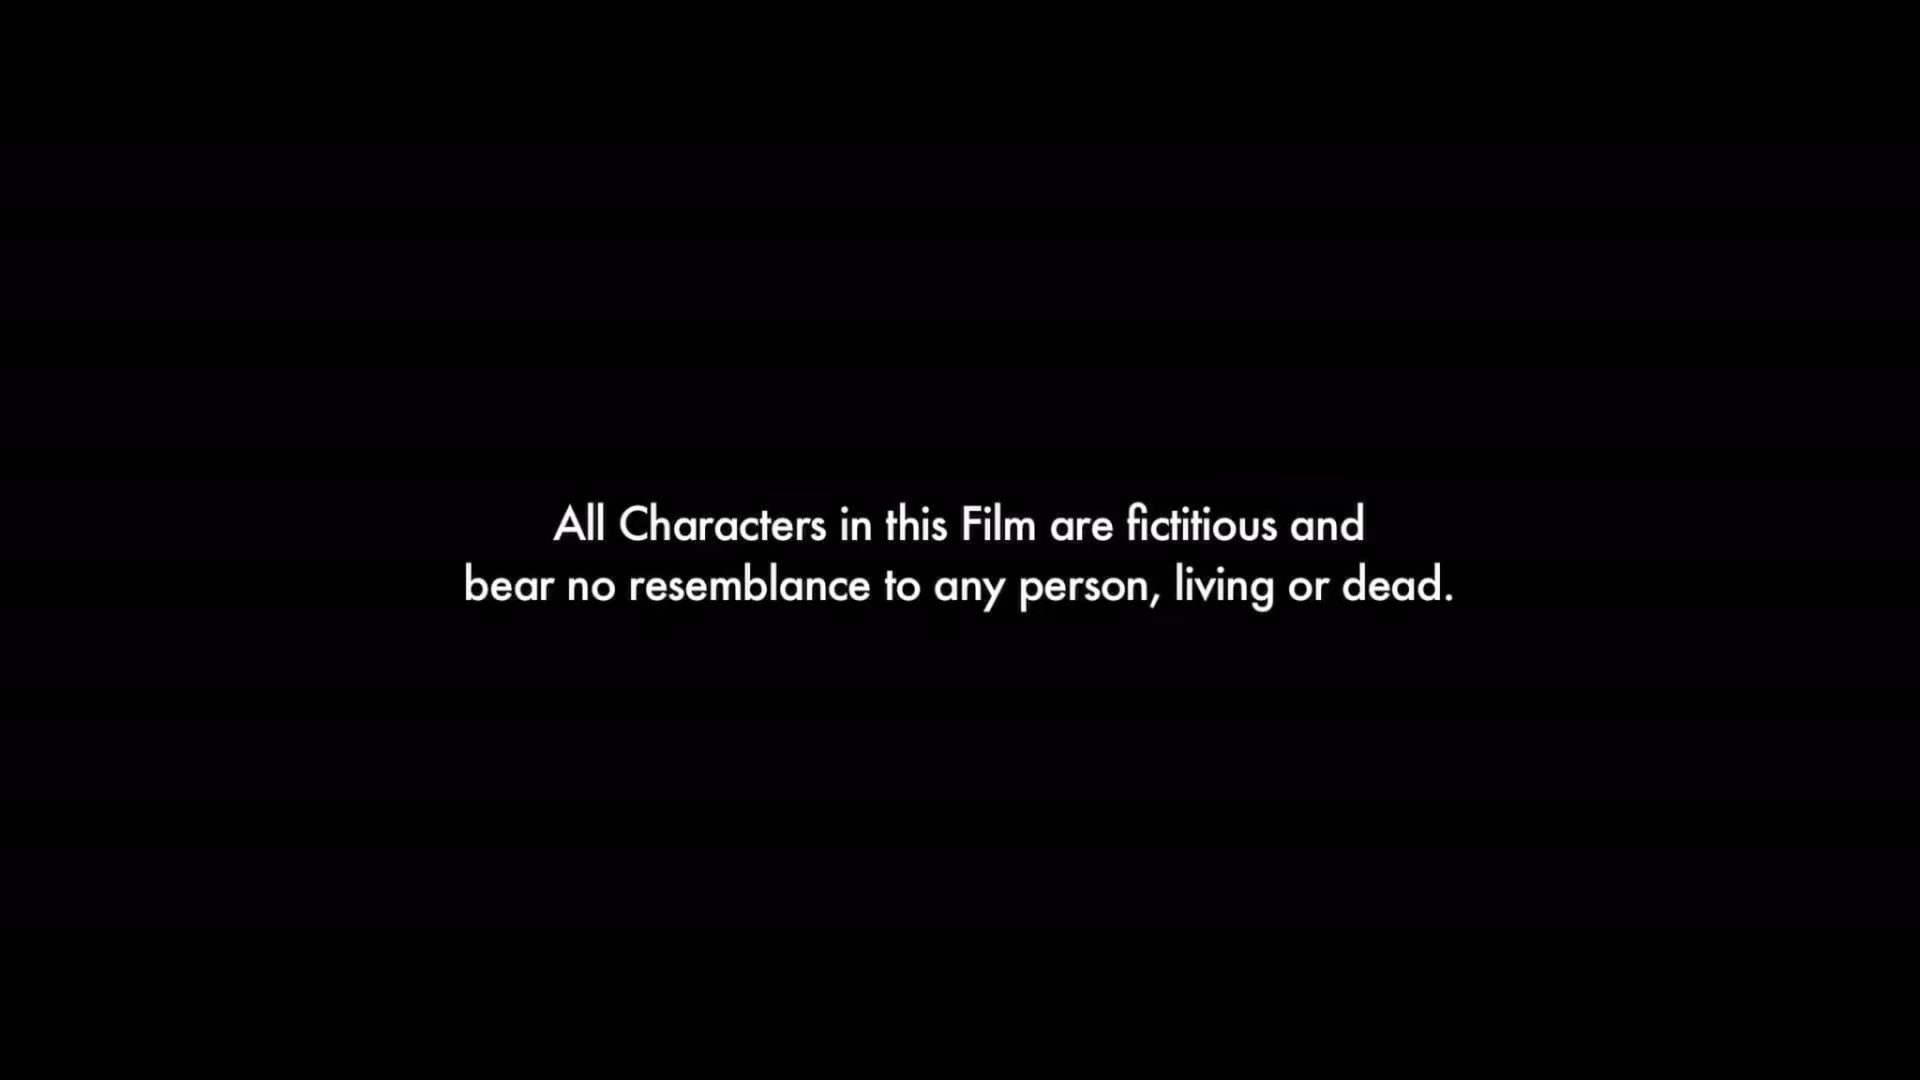 All Characters in this Film are fictitious and
bear no resemblance to any person, living or dead.